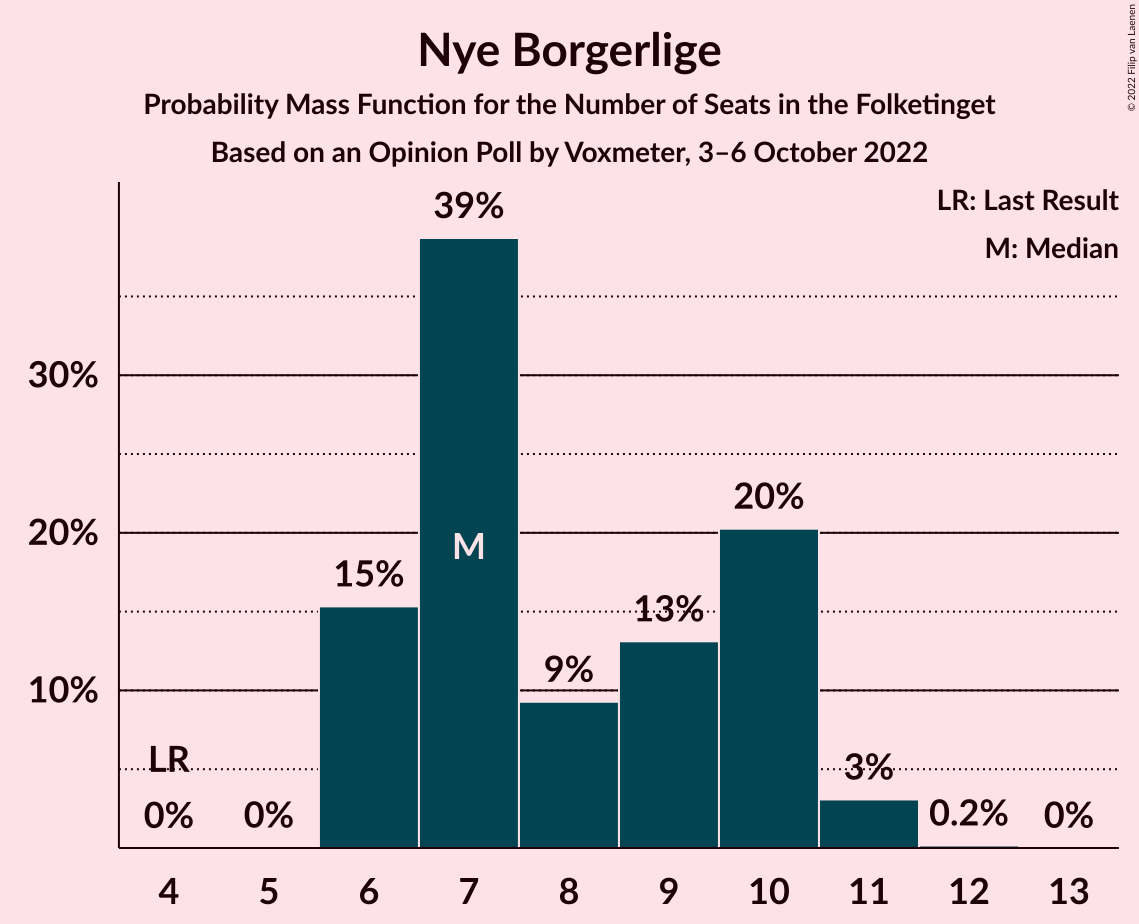 Nye Borgerlige
Probability Mass Function for the Number of Seats in the Folketinget
Based on an Opinion Poll by Voxmeter, 3–6 October 2022
© 2022 Filip van Laenen
LR: Last Result
M: Median
39%
30%
20%
20%
M
15%
13%
9%
10%
LR
3%
0%
0%
0.2%
0%
4 5 6 7 8 9 10 11 12 13